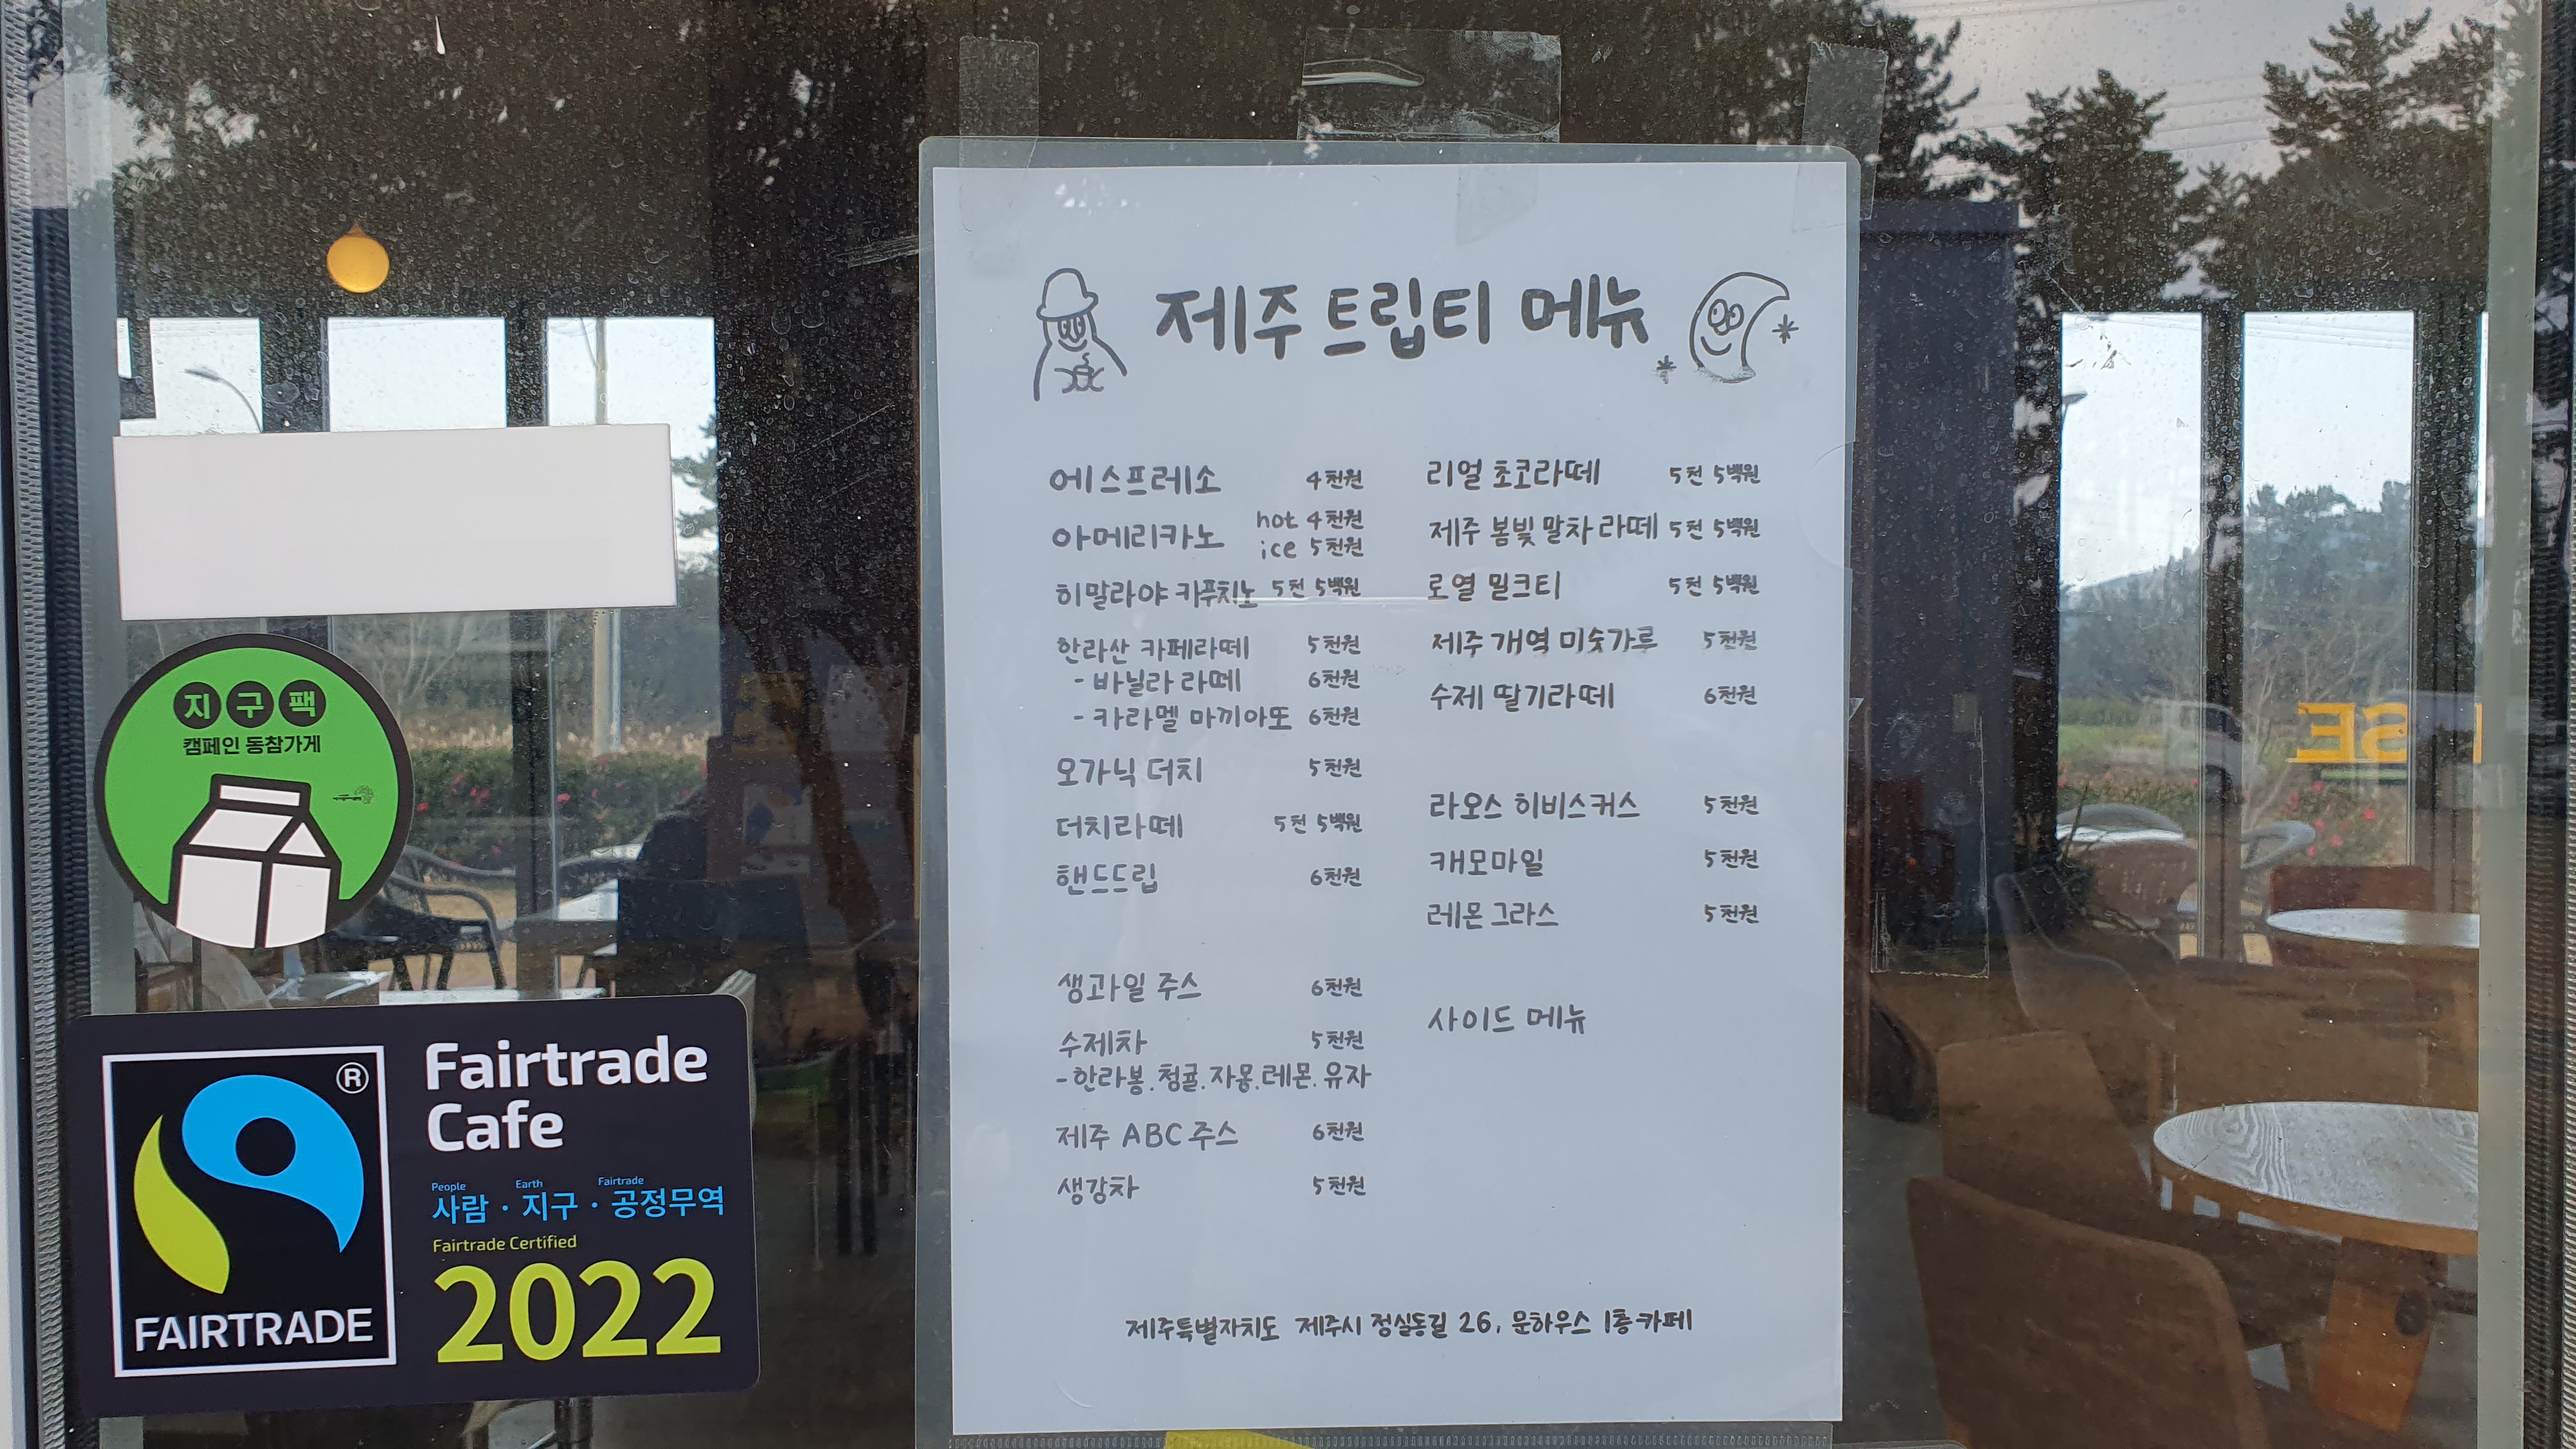 제주 트립티 메뉴
에스프레소 4천원
아메리카노 hot 4천원
ice 5천원
히말라야 카푸치노 5천 5백원
한라산 카페라떼 5천원
- 바닐라 라떼 6천원
- 카라멜 마끼아또 6천원
오가닉 더치 5천원
더치라떼 5천 5백원
핸드드립 6천원
생과일 주스 6천원
수제차 5천원
- 한라봉.청귤.자몽.레몬.유자
제주 ABC 주스 6천원
생강차 5천원
리얼 초코라떼 5천 5백원
제주 봄빛 말차 라떼 5천 5백원
로열 밀크티 5천 5백원
제주 개역 미숫가루 5천원
수제 딸기라떼 6천원
라오스 히비스커스 5천원
캐모마일 5천원
레몬그라스 5천원
사이드 메뉴
제주특별자치도 제주시 정실동길 26, 문하우스 1층 카페
지구팩
캠페인 동참가게
Fairtrade
Cafe
People Earth Fairtrade
사람 · 지구 · 공정무역
Fairtrade Certified
2022
®
FAIRTRADE